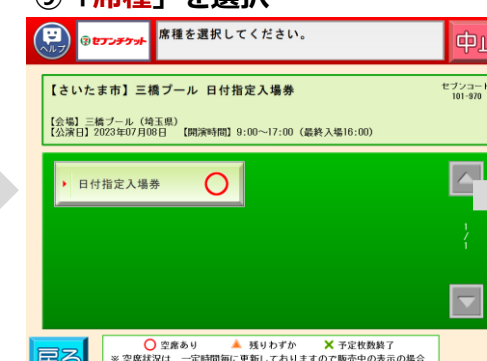 「席種」を選択
ヘルプ
セブンチケット
席種を選択してください。
中止
【さいたま市】三橋プール 日付指定入場券
セブンコード
101-970
【会場】三橋プール（埼玉県）
【公演日】2023年07月08日 【開演時間】9:00～17:00（最終入場16:00）
日付指定入場券 ○
1
/
1
戻る
○ 空席あり ▲ 残りわずか × 予定枚数終了
※ 空席状況は、一定時間毎に更新しておりますので販売中の表示の場合